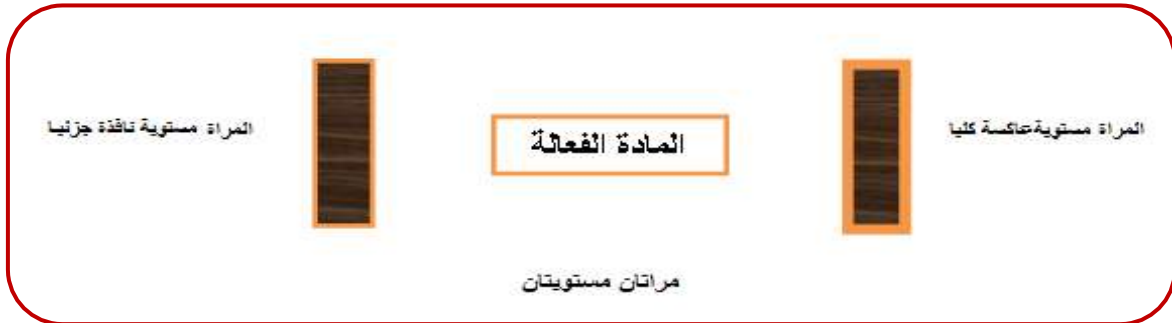 المراة مستوية عاكسة كليا
المادة الفعالة
المراة مستوية نافذة جزئيا
مراتان مستويتان